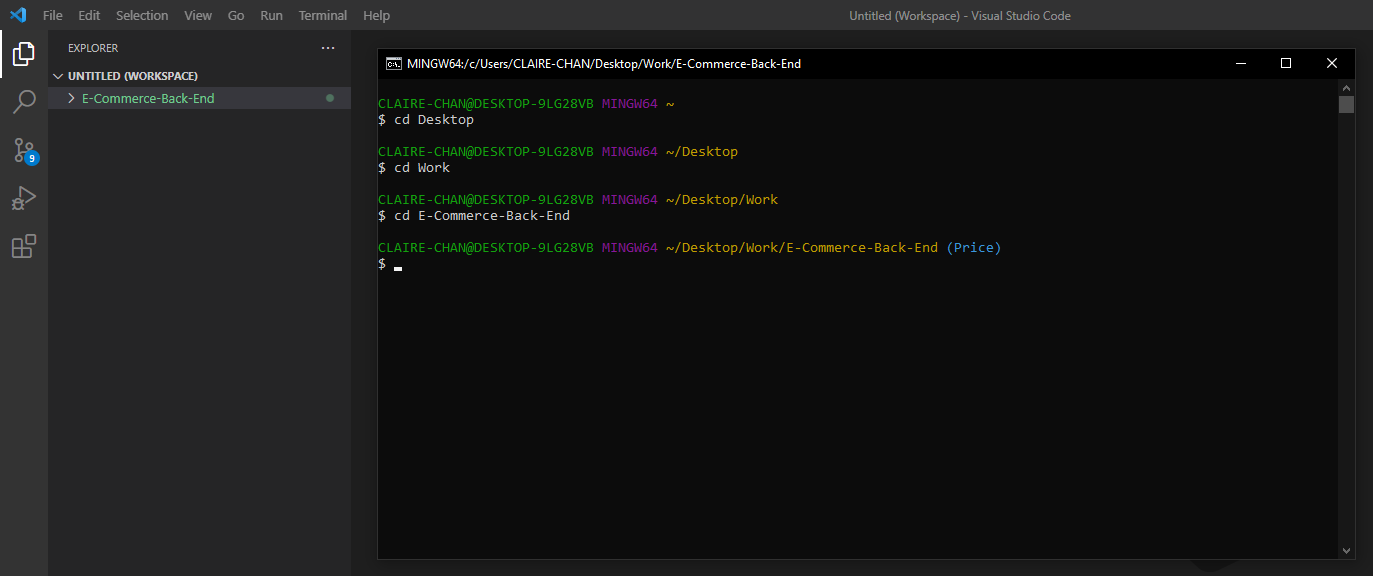 File Edit Selection View Go Run Terminal Help
Untitled (Workspace) - Visual Studio Code
EXPLORER
UNTITLED (WORKSPACE)
E-Commerce-Back-End
9
MINGW64:/c/Users/CLAIRE-CHAN/Desktop/Work/E-Commerce-Back-End
CLAIRE-CHAN@DESKTOP-9LG28VB MINGW64 ~
$ cd Desktop
CLAIRE-CHAN@DESKTOP-9LG28VB MINGW64 ~/Desktop
$ cd Work
CLAIRE-CHAN@DESKTOP-9LG28VB MINGW64 ~/Desktop/Work
$ cd E-Commerce-Back-End
CLAIRE-CHAN@DESKTOP-9LG28VB MINGW64 ~/Desktop/Work/E-Commerce-Back-End (Price)
$